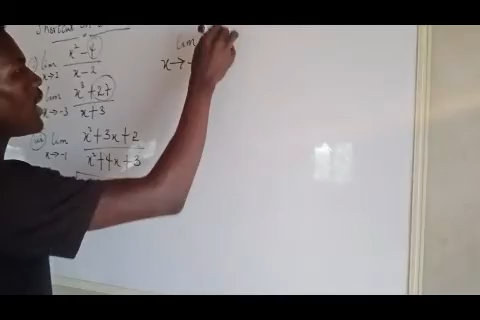 Shortcut on
lim x² - 4 / x - 2
x→2
lim x³ + 27 / x + 3
x→-3
lim x² + 3x + 2 / x² + 4x + 3
x→-1
lim
x→-